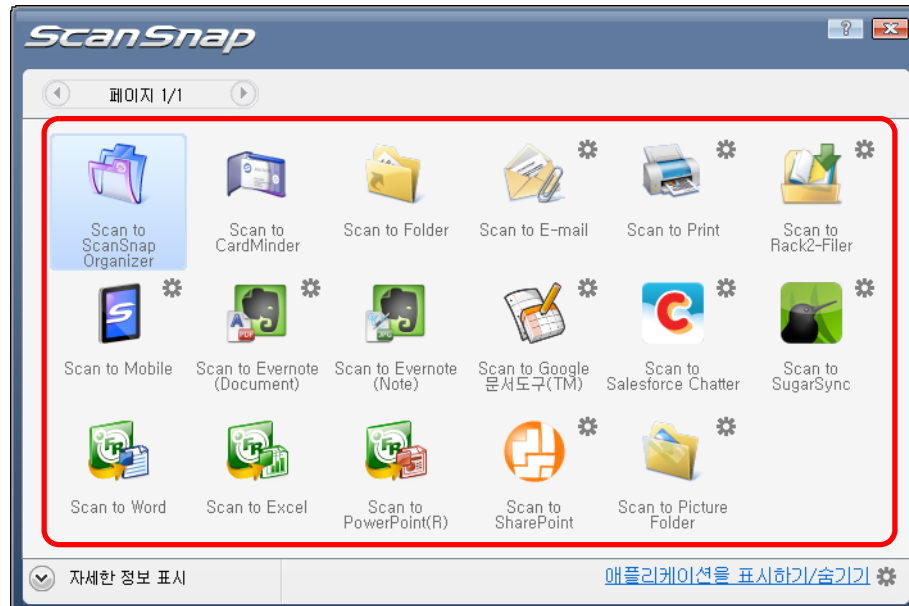 ScanSnap
?
페이지 1/1
Scan to
ScanSnap
Organizer
Scan to
CardMinder
Scan to Folder
Scan to E-mail
Scan to Print
Scan to
Rack2-Filer
Scan to Mobile
Scan to Evernote
(Document)
Scan to Evernote
(Note)
Scan to Google
문서도구(TM)
Scan to
Salesforce Chatter
Scan to
SugarSync
Scan to Word
Scan to Excel
Scan to
PowerPoint(R)
Scan to
SharePoint
Scan to Picture
Folder
자세한 정보 표시
애플리케이션을 표시하기/숨기기